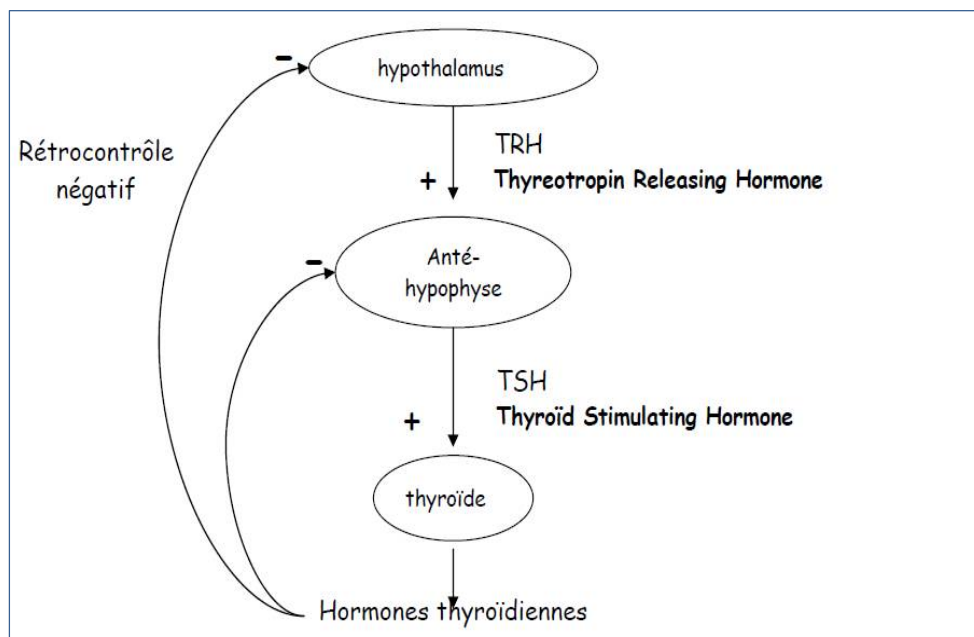 -
hypothalamus
Rétrocontrôle
négatif
TRH
+
Thyreotropin Releasing Hormone
-
Anté-
hypophyse
TSH
+
Thyroïd Stimulating Hormone
thyroïde
Hormones thyroïdiennes